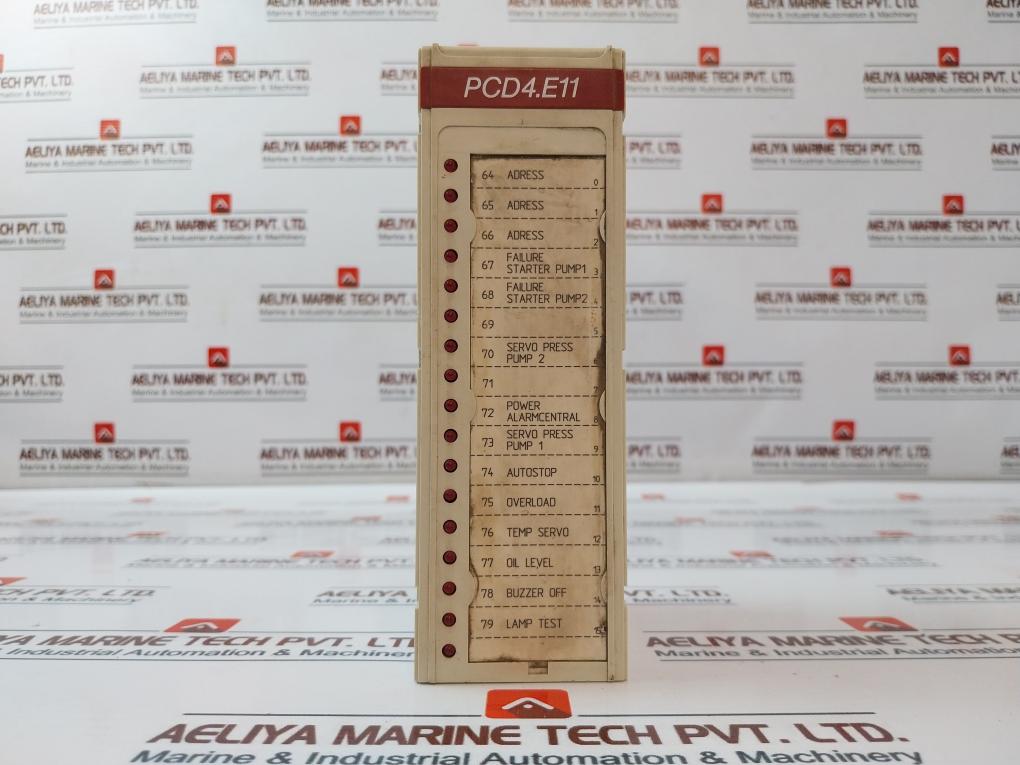 PCD4.E11
64 ADRESS 0
65 ADRESS 1
66 ADRESS 2
67 FAILURE
STARTER PUMP1 3
68 FAILURE
STARTER PUMP2 4
69 5
70 SERVO PRESS
PUMP 2 6
71 7
72 POWER
ALARMCENTRAL 8
73 SERVO PRESS
PUMP 1 9
74 AUTOSTOP 10
75 OVERLOAD 11
76 TEMP SERVO 12
77 OIL LEVEL 13
78 BUZZER OFF 14
79 LAMP TEST 15
AELIYA MARINE TECH PVT. LTD.
Marine & Industrial Automation & Machinery